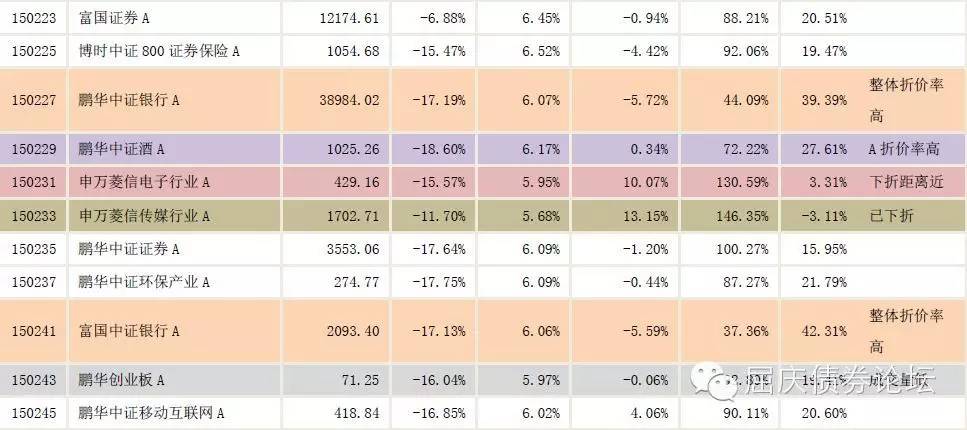 150223 富国证券 A 12174.61 -6.88% 6.45% -0.94% 88.21% 20.51%
150225 博时中证 800 证券保险 A 1054.68 -15.47% 6.52% -4.42% 92.06% 19.47%
150227 鹏华中证银行 A 38984.02 -17.19% 6.07% -5.72% 44.09% 39.39% 整体折价率
高
150229 鹏华中证酒 A 1025.26 -18.60% 6.17% 0.34% 72.22% 27.61% A 折价率高
150231 申万菱信电子行业 A 429.16 -15.57% 5.95% 10.07% 130.59% 3.31% 下折距离近
150233 申万菱信传媒行业 A 1702.71 -11.70% 5.68% 13.15% 146.35% -3.11% 已下折
150235 鹏华中证证券 A 3553.06 -17.64% 6.09% -1.20% 100.27% 15.95%
150237 鹏华中证环保产业 A 274.77 -17.75% 6.09% -0.44% 87.27% 21.79%
150241 富国中证银行 A 2093.40 -17.13% 6.06% -5.59% 37.36% 42.31% 整体折价率
高
150243 鹏华创业板 A 71.25 -16.04% 5.97% -0.06%
屈庆债券论坛
150245 鹏华中证移动互联网 A 418.84 -16.85% 6.02% 4.06% 90.11% 20.60%